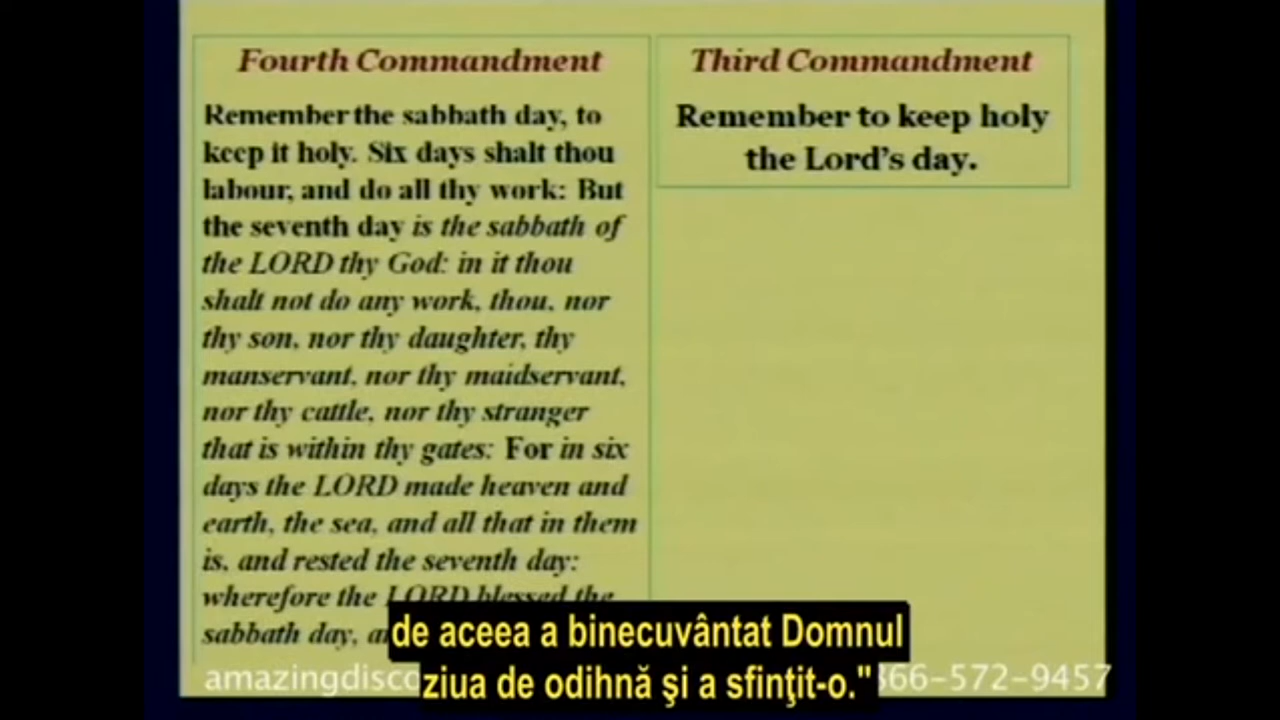 Fourth Commandment
Remember the sabbath day, to
keep it holy. Six days shalt thou
labour, and do all thy work: But
the seventh day is the sabbath of
the LORD thy God: in it thou
shalt not do any work, thou, nor
thy son, nor thy daughter, thy
manservant, nor thy maidservant,
nor thy cattle, nor thy stranger
that is within thy gates: For in six
days the LORD made heaven and
earth, the sea, and all that in them
is, and rested the seventh day:
wherefore the LORD blessed the
sabbath day,
Third Commandment
Remember to keep holy
the Lord's day.
de aceea a binecuvântat Domnul
ziua de odihnă şi a sfinţit-o."
amazingdisco
366-572-9457